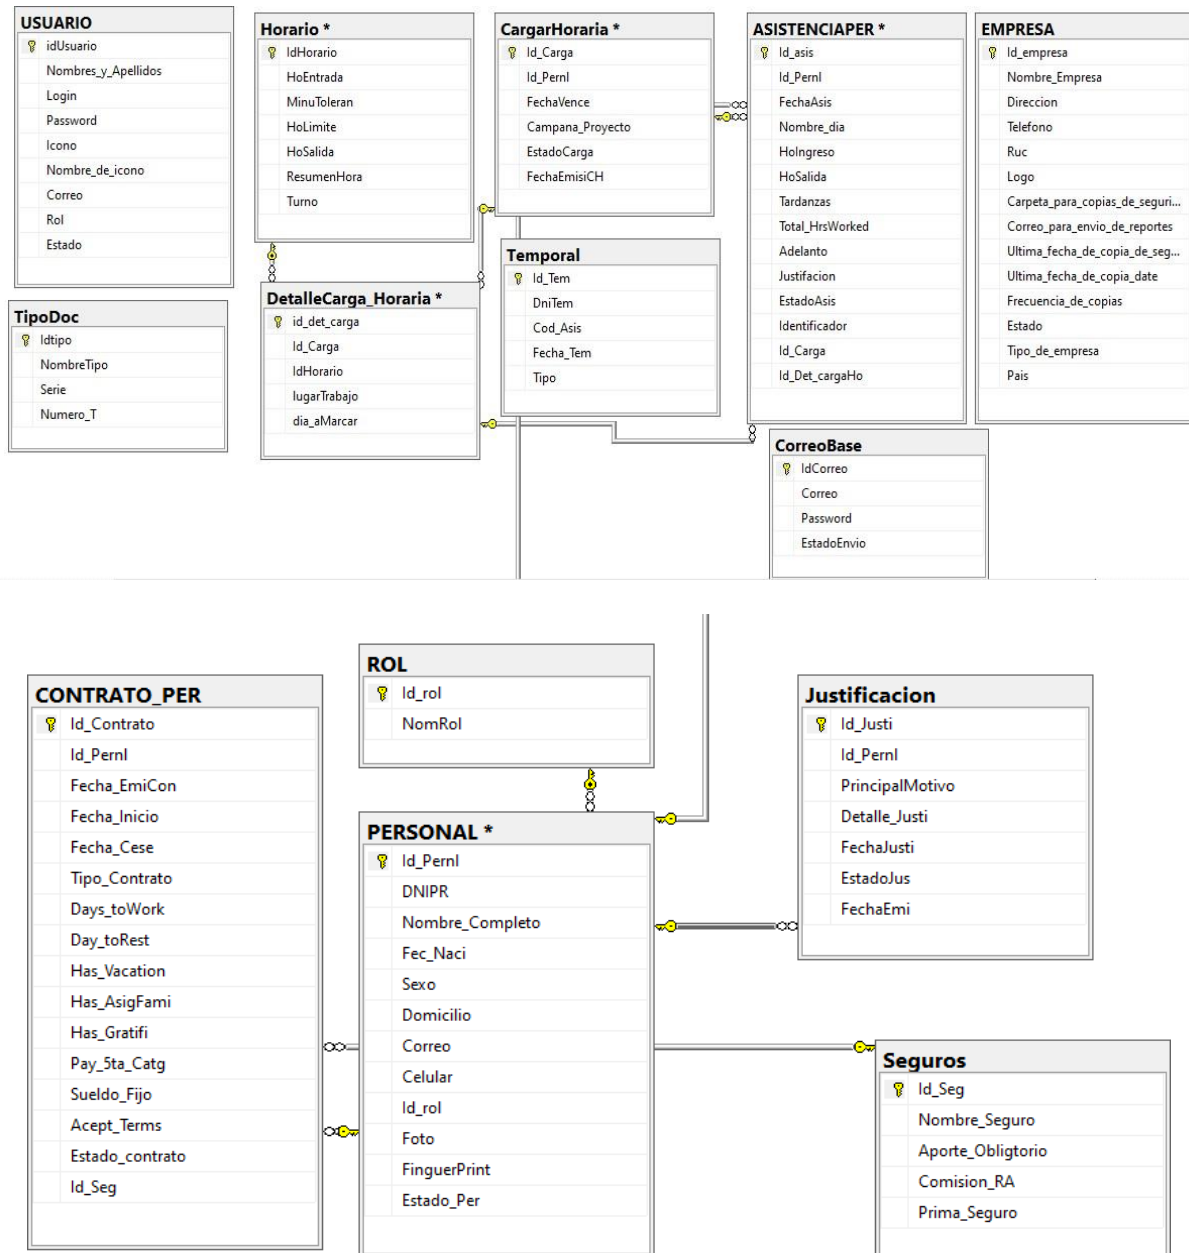 USUARIO
idUsuario
Nombres_y_Apellidos
Login
Password
Icono
Nombre_de_icono
Correo
Rol
Estado
Horario *
IdHorario
HoEntrada
MinuToleran
HoLimite
HoSalida
ResumenHora
Turno
CargarHoraria *
Id_Carga
Id_Pernl
FechaVence
Campana_Proyecto
EstadoCarga
FechaEmisiCH
ASISTENCIAPER *
Id_asis
Id_Pernl
FechaAsis
Nombre_dia
HoIngreso
HoSalida
Tardanzas
Total_HrsWorked
Adelanto
Justifacion
EstadoAsis
Identificador
Id_Carga
Id_Det_cargaHo
EMPRESA
Id_empresa
Nombre_Empresa
Direccion
Telefono
Ruc
Logo
Carpeta_para_copias_de_seguri...
Correo_para_envio_de_reportes
Ultima_fecha_de_copia_de_seg...
Ultima_fecha_de_copia_date
Frecuencia_de_copias
Estado
Tipo_de_empresa
Pais
TipoDoc
Idtipo
NombreTipo
Serie
Numero_T
DetalleCarga_Horaria *
id_det_carga
Id_Carga
IdHorario
lugarTrabajo
dia_aMarcar
Temporal
Id_Tem
DniTem
Cod_Asis
Fecha_Tem
Tipo
CorreoBase
IdCorreo
Correo
Password
EstadoEnvio
CONTRATO_PER
Id_Contrato
Id_Pernl
Fecha_EmiCon
Fecha_Inicio
Fecha_Cese
Tipo_Contrato
Days_toWork
Day_toRest
Has_Vacation
Has_AsigFami
Has_Gratifi
Pay_5ta_Catg
Sueldo_Fijo
Acept_Terms
Estado_contrato
Id_Seg
ROL
Id_rol
NomRol
PERSONAL *
Id_Pernl
DNIPR
Nombre_Completo
Fec_Naci
Sexo
Domicilio
Correo
Celular
Id_rol
Foto
FinguerPrint
Estado_Per
Justificacion
Id_Justi
Id_Pernl
PrincipalMotivo
Detalle_Justi
FechaJusti
EstadoJus
FechaEmi
Seguros
Id_Seg
Nombre_Seguro
Aporte_Obligtorio
Comision_RA
Prima_Seguro